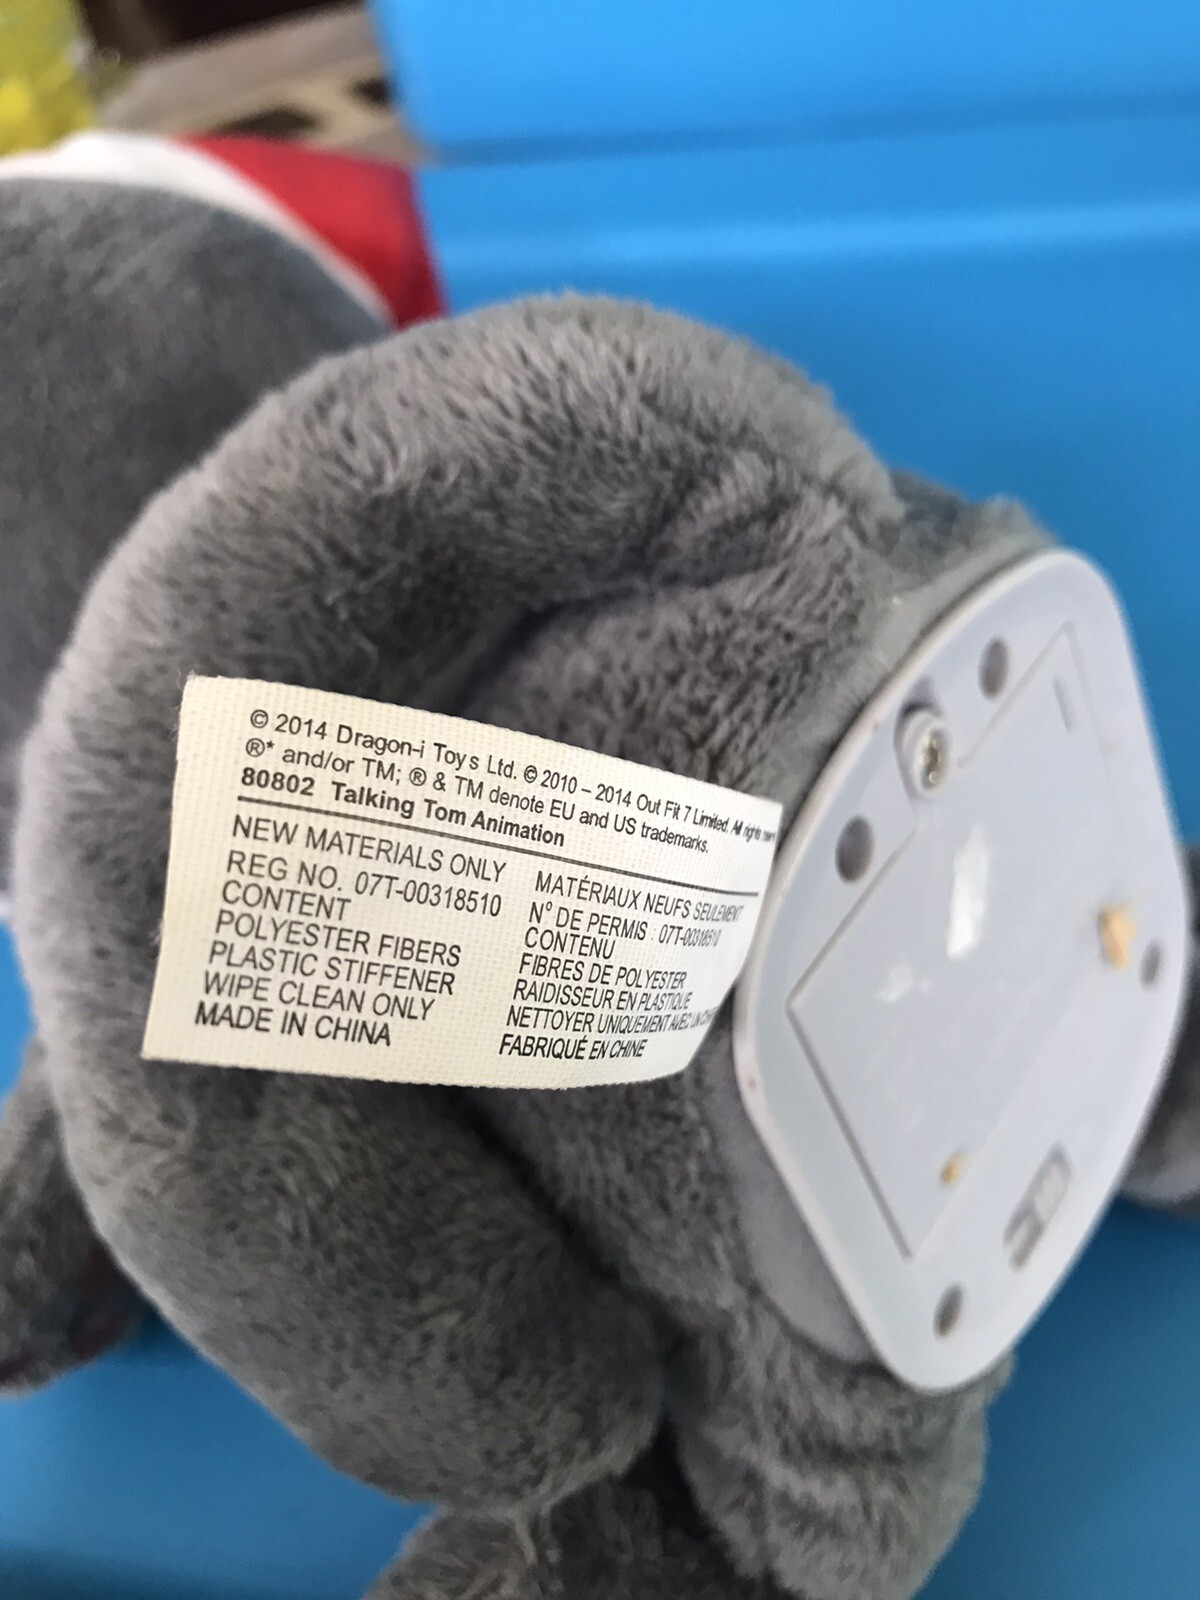 © 2014 Dragon-i Toys Ltd. © 2010 – 2014 Out Fit 7 Limited. All rights
®* and/or TM; ® & TM denote EU and US trademarks.
80802 Talking Tom Animation
NEW MATERIALS ONLY
REG NO. 07T-00318510
CONTENT
POLYESTER FIBERS
PLASTIC STIFFENER
WIPE CLEAN ONLY
MADE IN CHINA
MATÉRIAUX NEUFS SEULEMENT
N° DE PERMIS : 07T-00318510
CONTENU
FIBRES DE POLYESTER
RAIDISSEUR EN PLASTIQUE
NETTOYER UNIQUEMENT AVEC UN
FABRIQUÉ EN CHINE